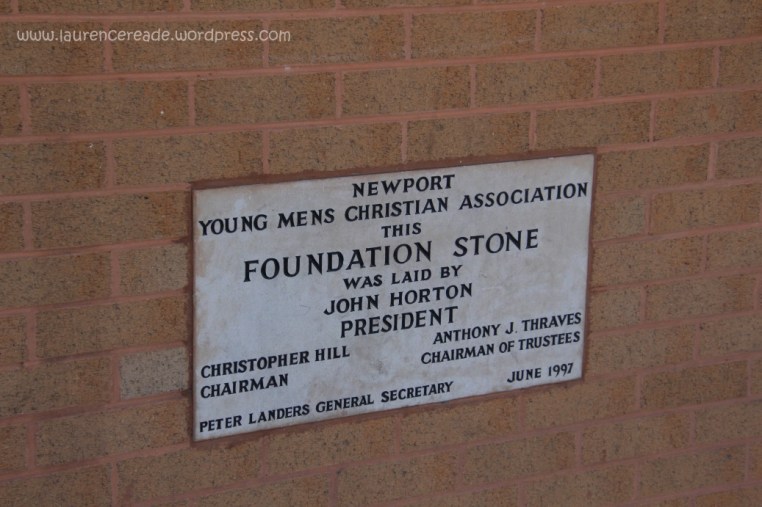 www.laurencereade.wordpress.com
NEWPORT
YOUNG MENS CHRISTIAN ASSOCIATION
THIS
FOUNDATION STONE
WAS LAID BY
JOHN HORTON
PRESIDENT
CHRISTOPHER HILL
CHAIRMAN
ANTHONY J. THRAVES
CHAIRMAN OF TRUSTEES
PETER LANDERS GENERAL SECRETARY
JUNE 1997